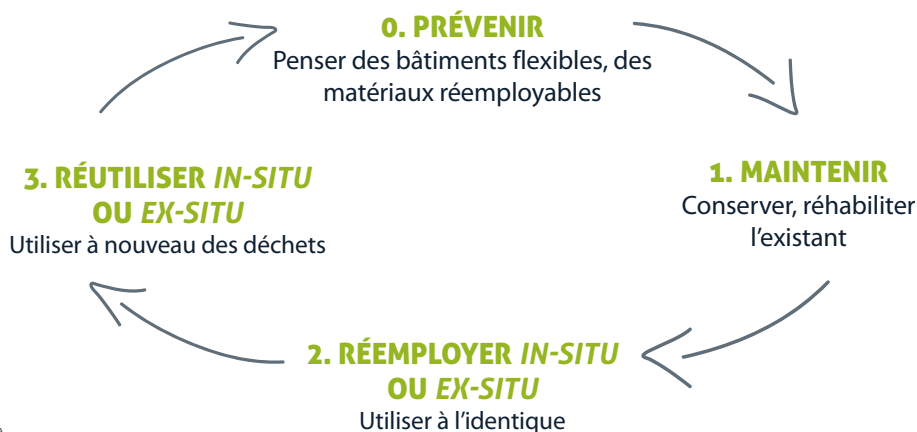 0. PRÉVENIR
Penser des bâtiments flexibles, des
matériaux réemployables
1. MAINTENIR
Conserver, réhabiliter
l'existant
2. RÉEMPLOYER IN-SITU
OU EX-SITU
Utiliser à l'identique
3. RÉUTILISER IN-SITU
OU EX-SITU
Utiliser à nouveau des déchets